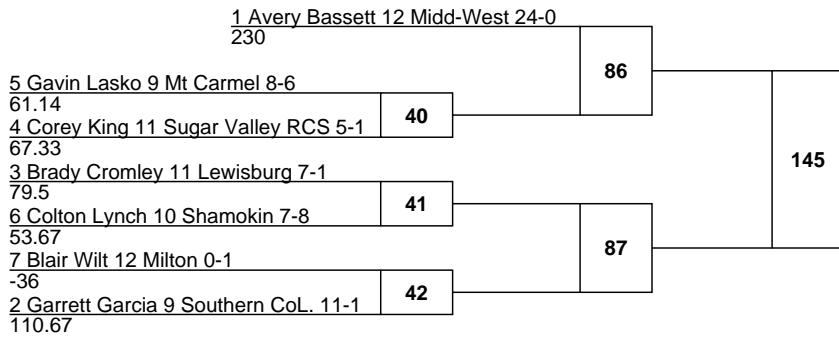 1 Avery Bassett 12 Midd-West 24-0
230
86
5 Gavin Lasko 9 Mt Carmel 8-6
61.14
40
4 Corey King 11 Sugar Valley RCS 5-1
67.33
145
3 Brady Cromley 11 Lewisburg 7-1
79.5
41
6 Colton Lynch 10 Shamokin 7-8
53.67
87
7 Blair Wilt 12 Milton 0-1
-36
42
2 Garrett Garcia 9 Southern CoL. 11-1
110.67